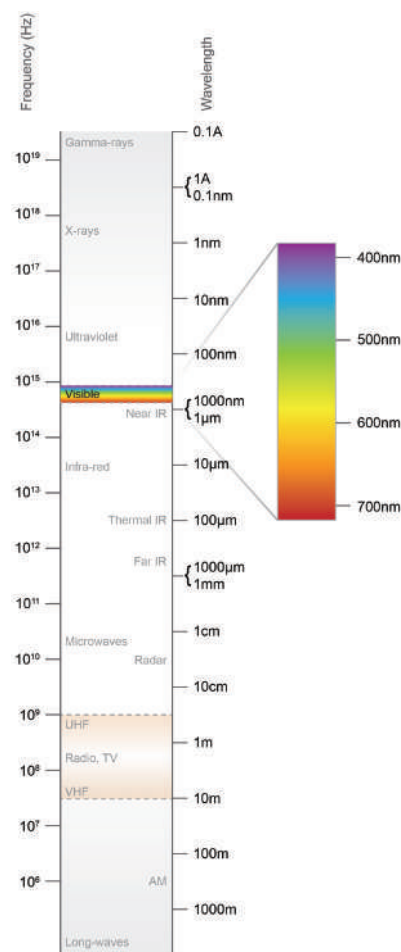 Frequency (Hz)
Wavelength
Gamma-rays
0.1A
10¹⁹
1A
0.1nm
10¹⁸
X-rays
1nm
10¹⁷
10nm
10¹⁶
Ultraviolet
100nm
10¹⁵
Visible
1000nm
Near IR
1μm
10¹⁴
Infra-red
10μm
10¹³
Thermal IR
100μm
10¹²
Far IR
1000μm
1mm
10¹¹
1cm
Microwaves
10¹⁰
Radar
10cm
10⁹
UHF
1m
Radio, TV
10⁸
VHF
10m
10⁷
100m
10⁶
AM
1000m
Long-waves
400nm
500nm
600nm
700nm